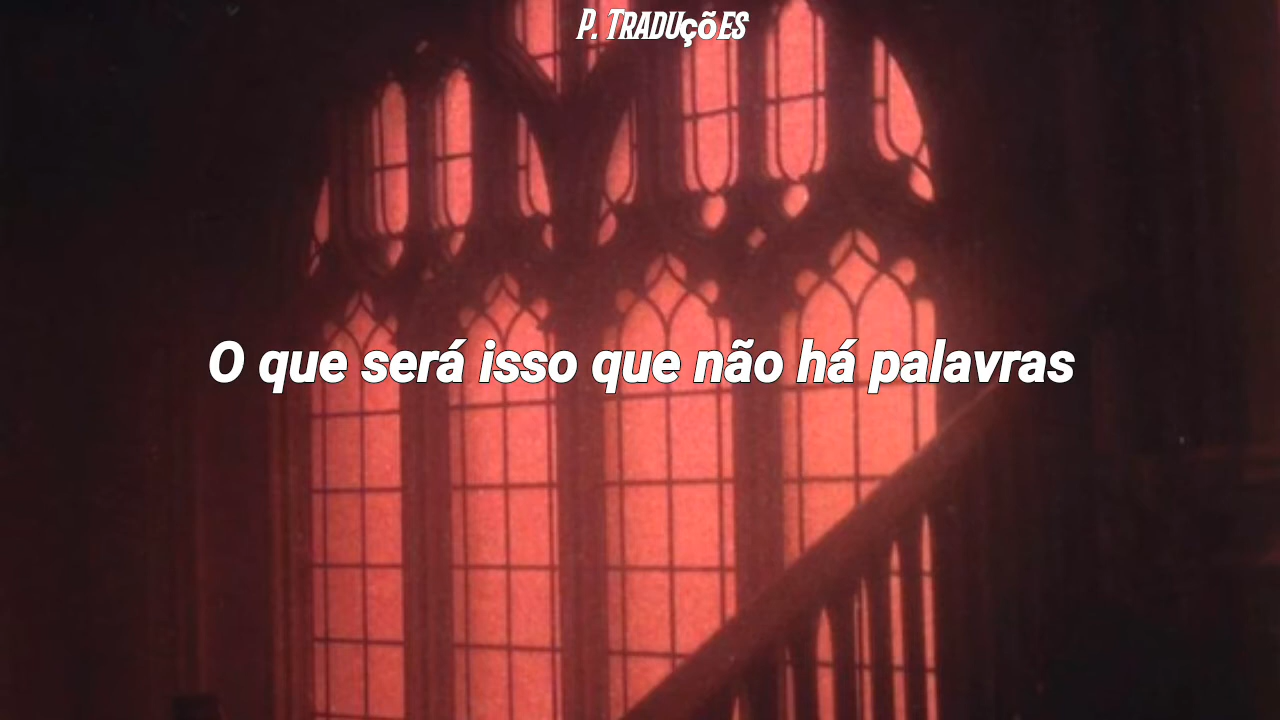 P. Traduções
O que será isso que não há palavras